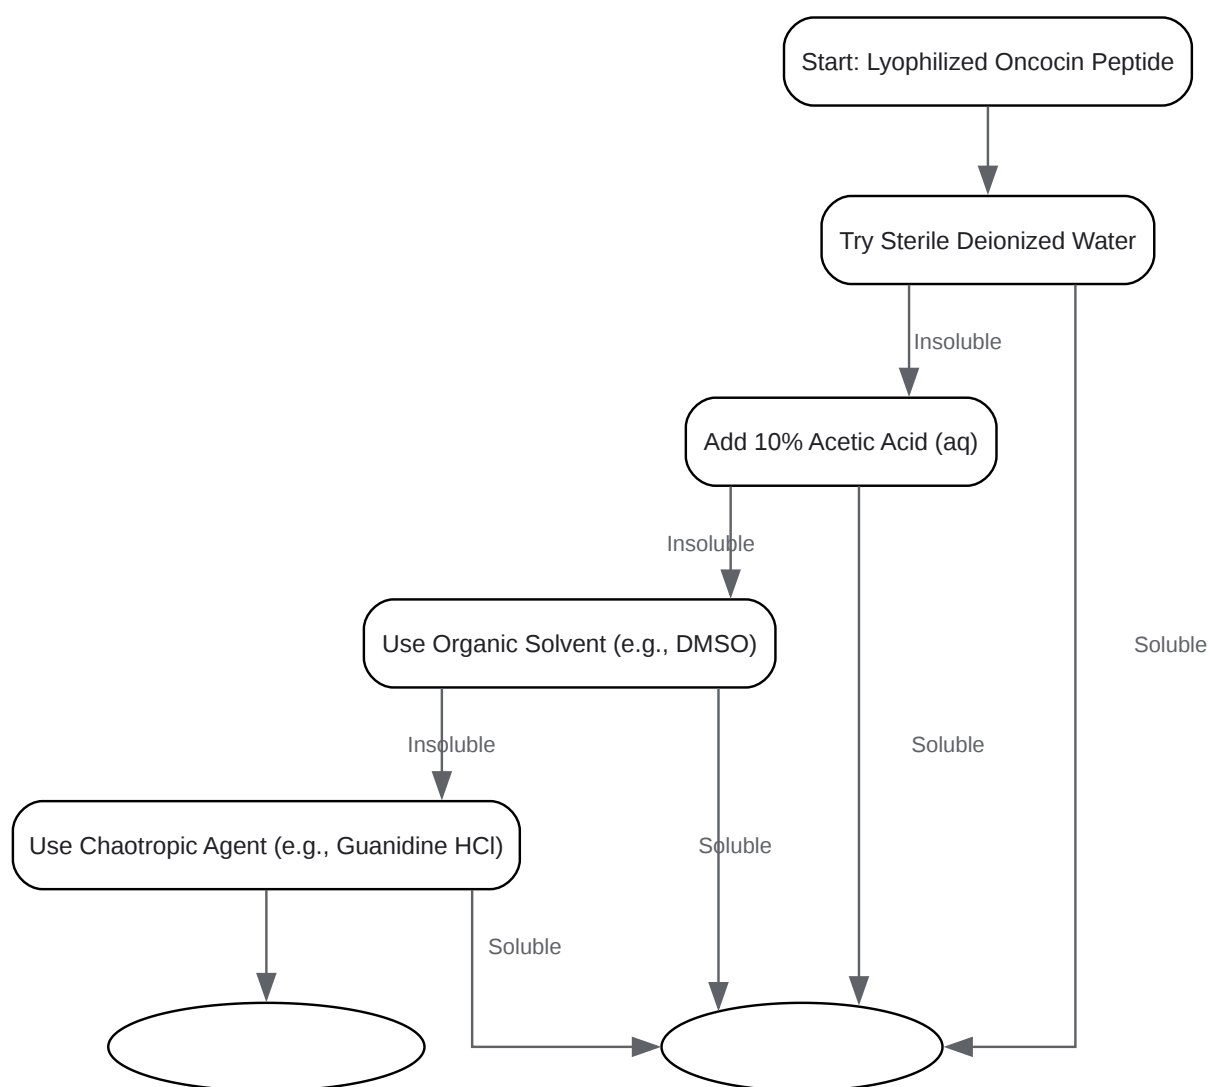 Start: Lyophilized Oncocin Peptide
Try Sterile Deionized Water
Insoluble
Add 10% Acetic Acid (aq)
Insoluble
Use Organic Solvent (e.g., DMSO)
Soluble
Insoluble
Soluble
Use Chaotropic Agent (e.g., Guanidine HCl)
Soluble
Soluble